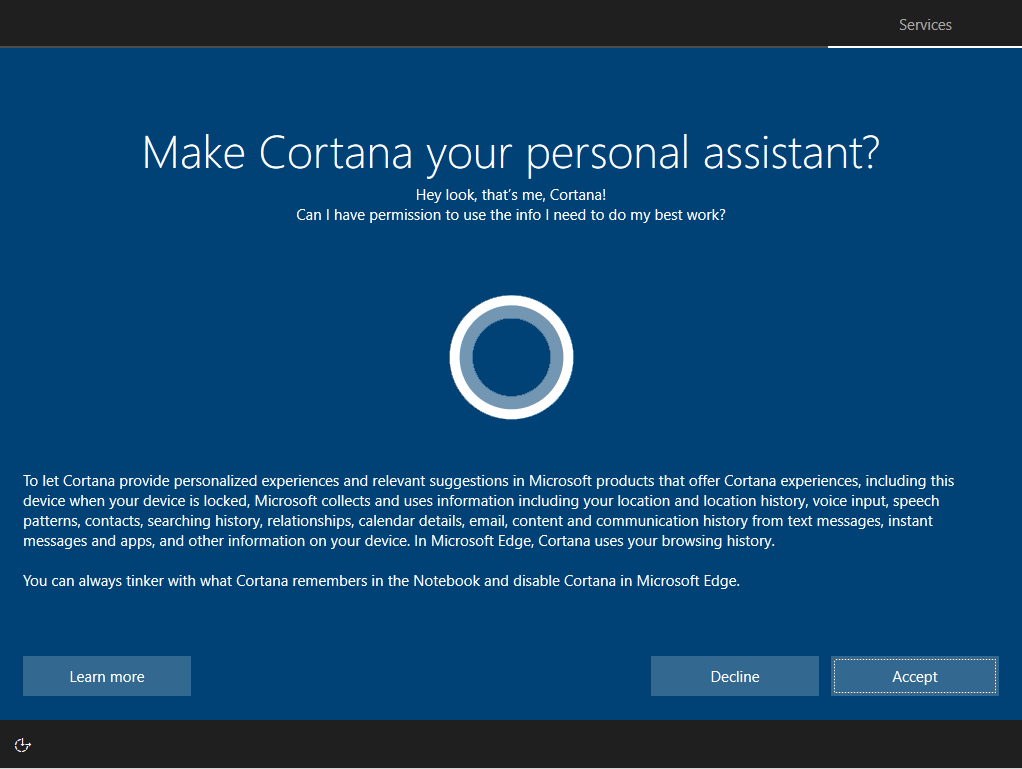 Services
Make Cortana your personal assistant?
Hey look, that's me, Cortana!
Can I have permission to use the info I need to do my best work?
To let Cortana provide personalized experiences and relevant suggestions in Microsoft products that offer Cortana experiences, including this
device when your device is locked, Microsoft collects and uses information including your location and location history, voice input, speech
patterns, contacts, searching history, relationships, calendar details, email, content and communication history from text messages, instant
messages and apps, and other information on your device. In Microsoft Edge, Cortana uses your browsing history.
You can always tinker with what Cortana remembers in the Notebook and disable Cortana in Microsoft Edge.
Learn more
Decline
Accept